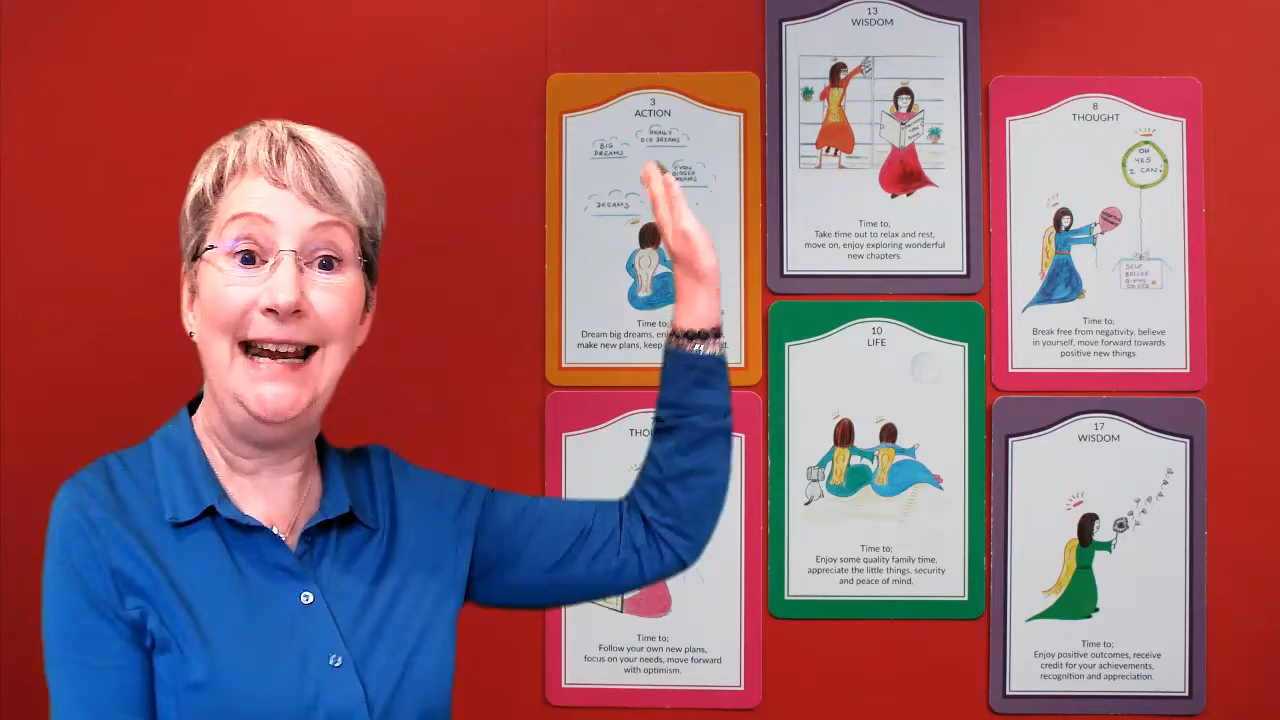 3
ACTION
BIG
DREAMS
REALLY
BIG DREAMS
EVEN
BIGGER
DREAMS
DREAMS
Time to;
Dream big dreams,
make new plans, keep
13
WISDOM
Time to;
Take time out to relax and rest,
move on, enjoy exploring wonderful
new chapters.
8
THOUGHT
OH
YES
I CAN!
SELF
BELIEF
Time to;
Break free from negativity, believe
in yourself, move forward towards
positive new things.
Time to;
Follow your own new plans,
focus on your needs, move forward
with optimism.
10
LIFE
Time to;
Enjoy some quality family time,
appreciate the little things, security
and peace of mind.
17
WISDOM
Time to;
Enjoy positive outcomes, receive
credit for your achievements,
recognition and appreciation.